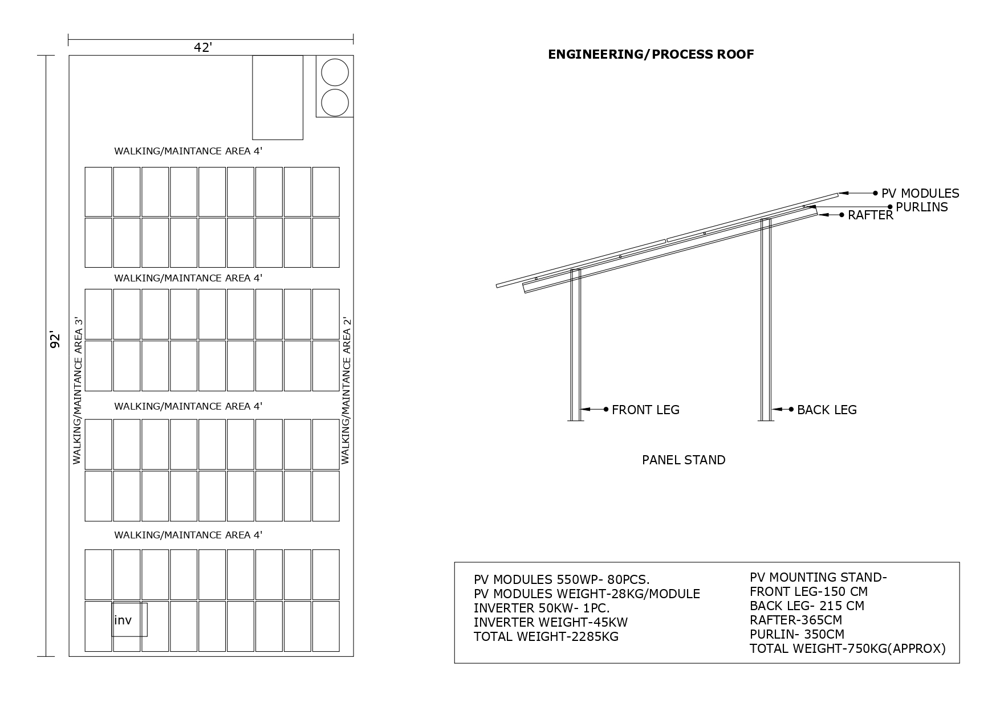 42'
ENGINEERING/PROCESS ROOF
WALKING/MAINTANCE AREA 4'
WALKING/MAINTANCE AREA 4'
92'
WALKING/MAINTANCE AREA 3'
WALKING/MAINTANCE AREA 2'
WALKING/MAINTANCE AREA 4'
WALKING/MAINTANCE AREA 4'
inv
PV MODULES
PURLINS
RAFTER
FRONT LEG
BACK LEG
PANEL STAND
PV MODULES 550WP- 80PCS.
PV MODULES WEIGHT-28KG/MODULE
INVERTER 50KW- 1PC.
INVERTER WEIGHT-45KW
TOTAL WEIGHT-2285KG
PV MOUNTING STAND-
FRONT LEG-150 CM
BACK LEG- 215 CM
RAFTER-365CM
PURLIN- 350CM
TOTAL WEIGHT-750KG(APPROX)